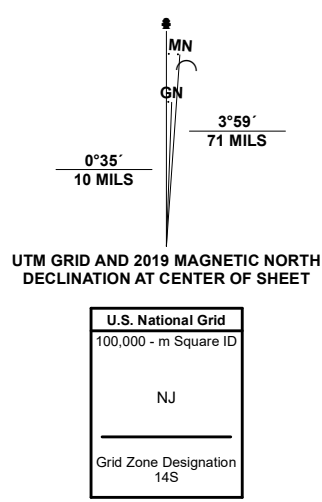 MN
GN
3°59´
71 MILS
0°35´
10 MILS
UTM GRID AND 2019 MAGNETIC NORTH
DECLINATION AT CENTER OF SHEET
U.S. National Grid
100,000 - m Square ID
NJ
Grid Zone Designation
14S